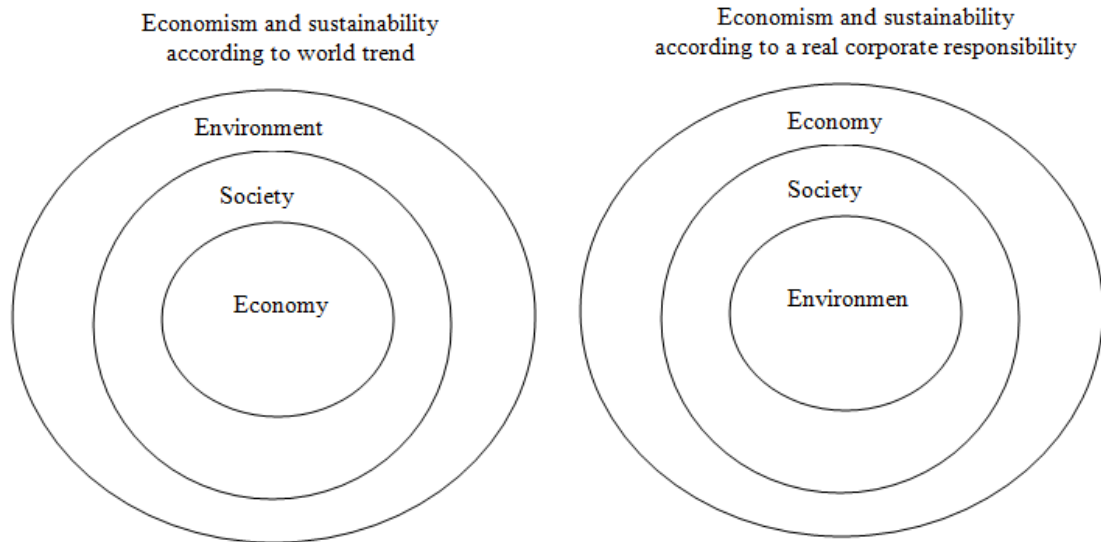 Economism and sustainability
according to world trend
Environment
Society
Economy
Economism and sustainability
according to a real corporate responsibility
Economy
Society
Environmen